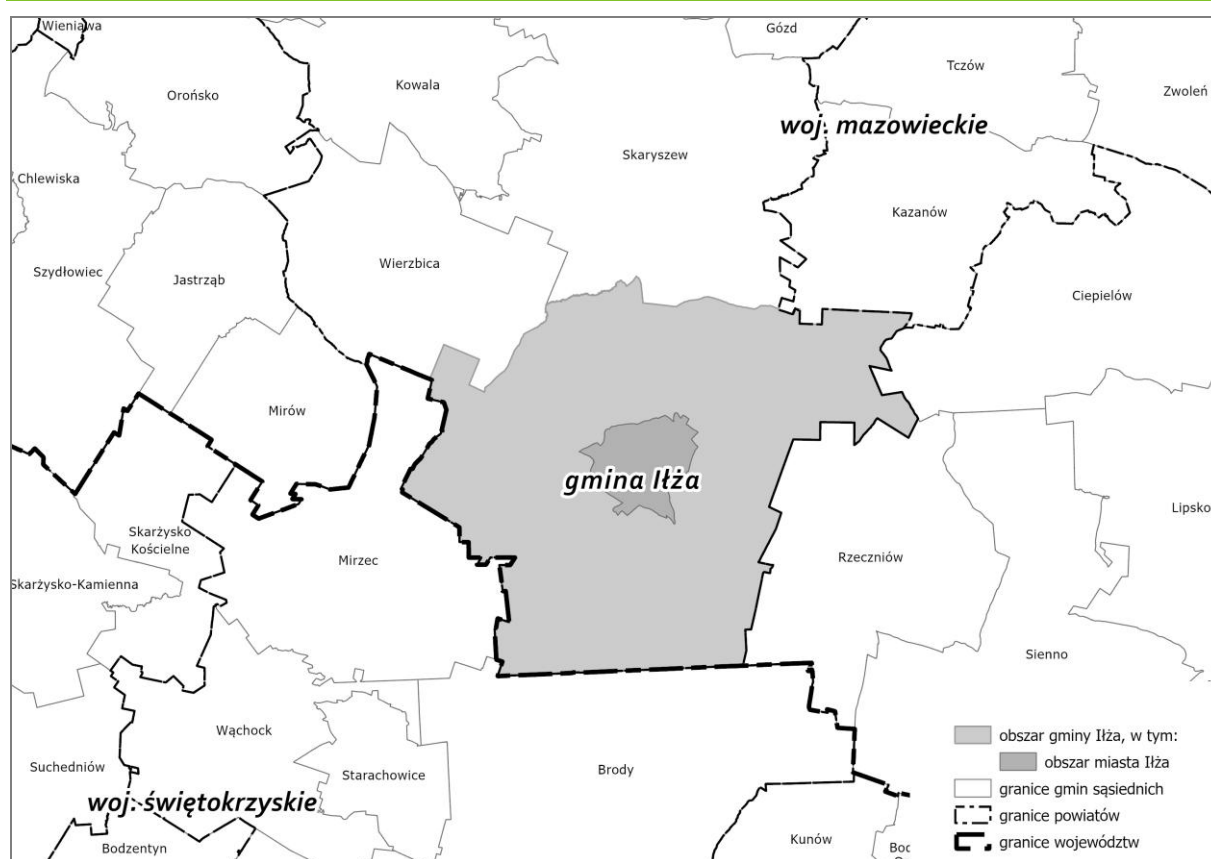 Wieniawa
Gózd
Tczów
Kowala
Orońsko
Zwoleń
woj. mazowieckie
Skaryszew
Chlewiska
Kazanów
Wierzbica
Szydłowiec
Jastrząb
Ciepielów
Mirów
gmina Iłża
Lipsko
Skarżysko
Kościelne
Mirzec
Rzeczniów
Skarżysko-Kamienna
Sienno
Wąchock
obszar gminy Iłża, w tym:
obszar miasta Iłża
Suchedniów
Starachowice
Brody
granice gmin sąsiednich
woj. świętokrzyskie
granice powiatów
Kunów
granice województw
Bodzentyn